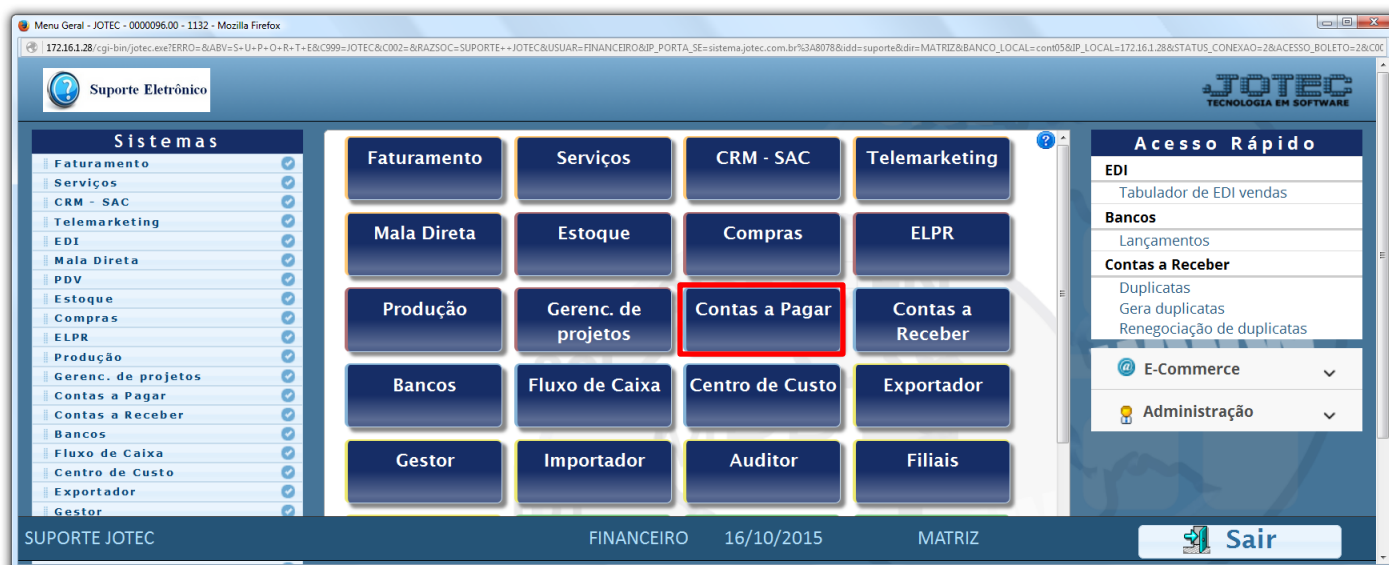 Menu Geral - JOTEC - 0000096.00 - 1132 - Mozilla Firefox
172.16.1.28/cgi-bin/jotec.exe?ERRO=&ABV=S+U+P+O+R+T+E&C999=JOTEC&C002=&RAZSOC=SUPORTE++JOTEC&USUAR=FINANCEIRO&IP_PORTA_SE=sistema.jotec.com.br%3A8078&idd=suporte&dir=MATRIZ&BANCO_LOCAL=cont05&IP_LOCAL=172.16.1.28&STATUS_CONEXAO=2&ACESSO_BOLETO=2&C0C
Suporte Eletrônico
JOTEC
TECNOLOGIA EM SOFTWARE
Sistemas
Faturamento
Serviços
CRM - SAC
Telemarketing
EDI
Mala Direta
PDV
Estoque
Compras
ELPR
Produção
Gerenc. de projetos
Contas a Pagar
Contas a Receber
Bancos
Fluxo de Caixa
Centro de Custo
Exportador
Gestor
Faturamento
Serviços
CRM - SAC
Telemarketing
Mala Direta
Estoque
Compras
ELPR
Produção
Gerenc. de
projetos
Contas a Pagar
Contas a
Receber
Bancos
Fluxo de Caixa
Centro de Custo
Exportador
Gestor
Importador
Auditor
Filiais
Acesso Rápido
EDI
Tabulador de EDI vendas
Bancos
Lançamentos
Contas a Receber
Duplicatas
Gera duplicatas
Renegociação de duplicatas
E-Commerce
Administração
SUPORTE JOTEC
FINANCEIRO
16/10/2015
MATRIZ
Sair